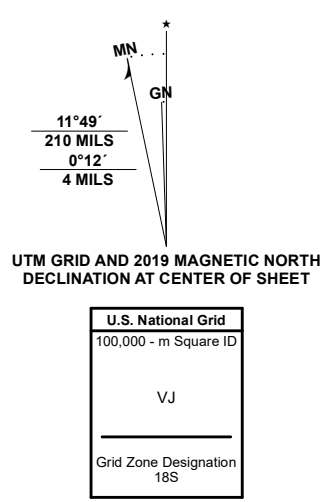 ★
MN
GN
11°49´
210 MILS
0°12´
4 MILS
UTM GRID AND 2019 MAGNETIC NORTH
DECLINATION AT CENTER OF SHEET
U.S. National Grid
100,000 - m Square ID
VJ
Grid Zone Designation
18S